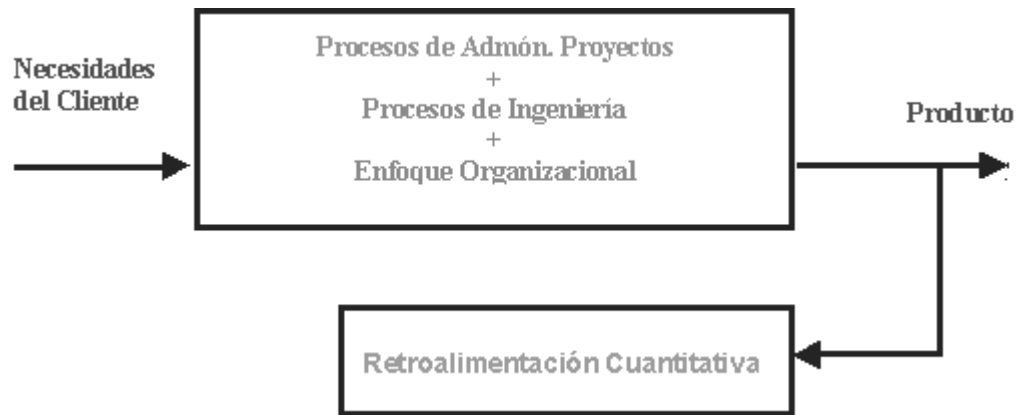 Procesos de Admón. Proyectos
+
Procesos de Ingeniería
+
Enfoque Organizacional
Necesidades
del Cliente
Producto
Retroalimentación Cuantitativa